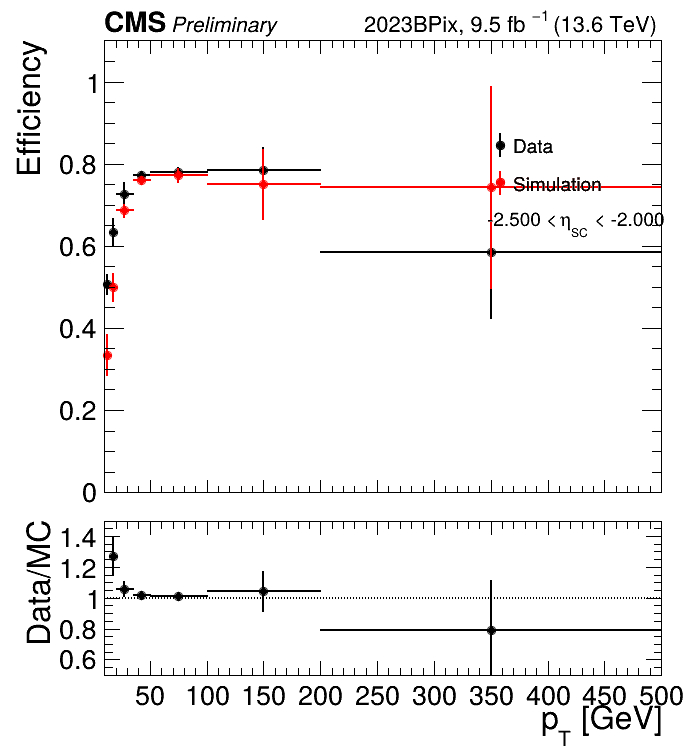 CMS Preliminary 2023BPix, 9.5 fb⁻¹ (13.6 TeV)
Efficiency
1
0.8
0.6
0.4
0.2
0
Data
Simulation
-2.500 < ηSC < -2.000
Data/MC
1.4
1.2
1
0.8
0.6
50 100 150 200 250 300 350 400 450 500
pT [GeV]